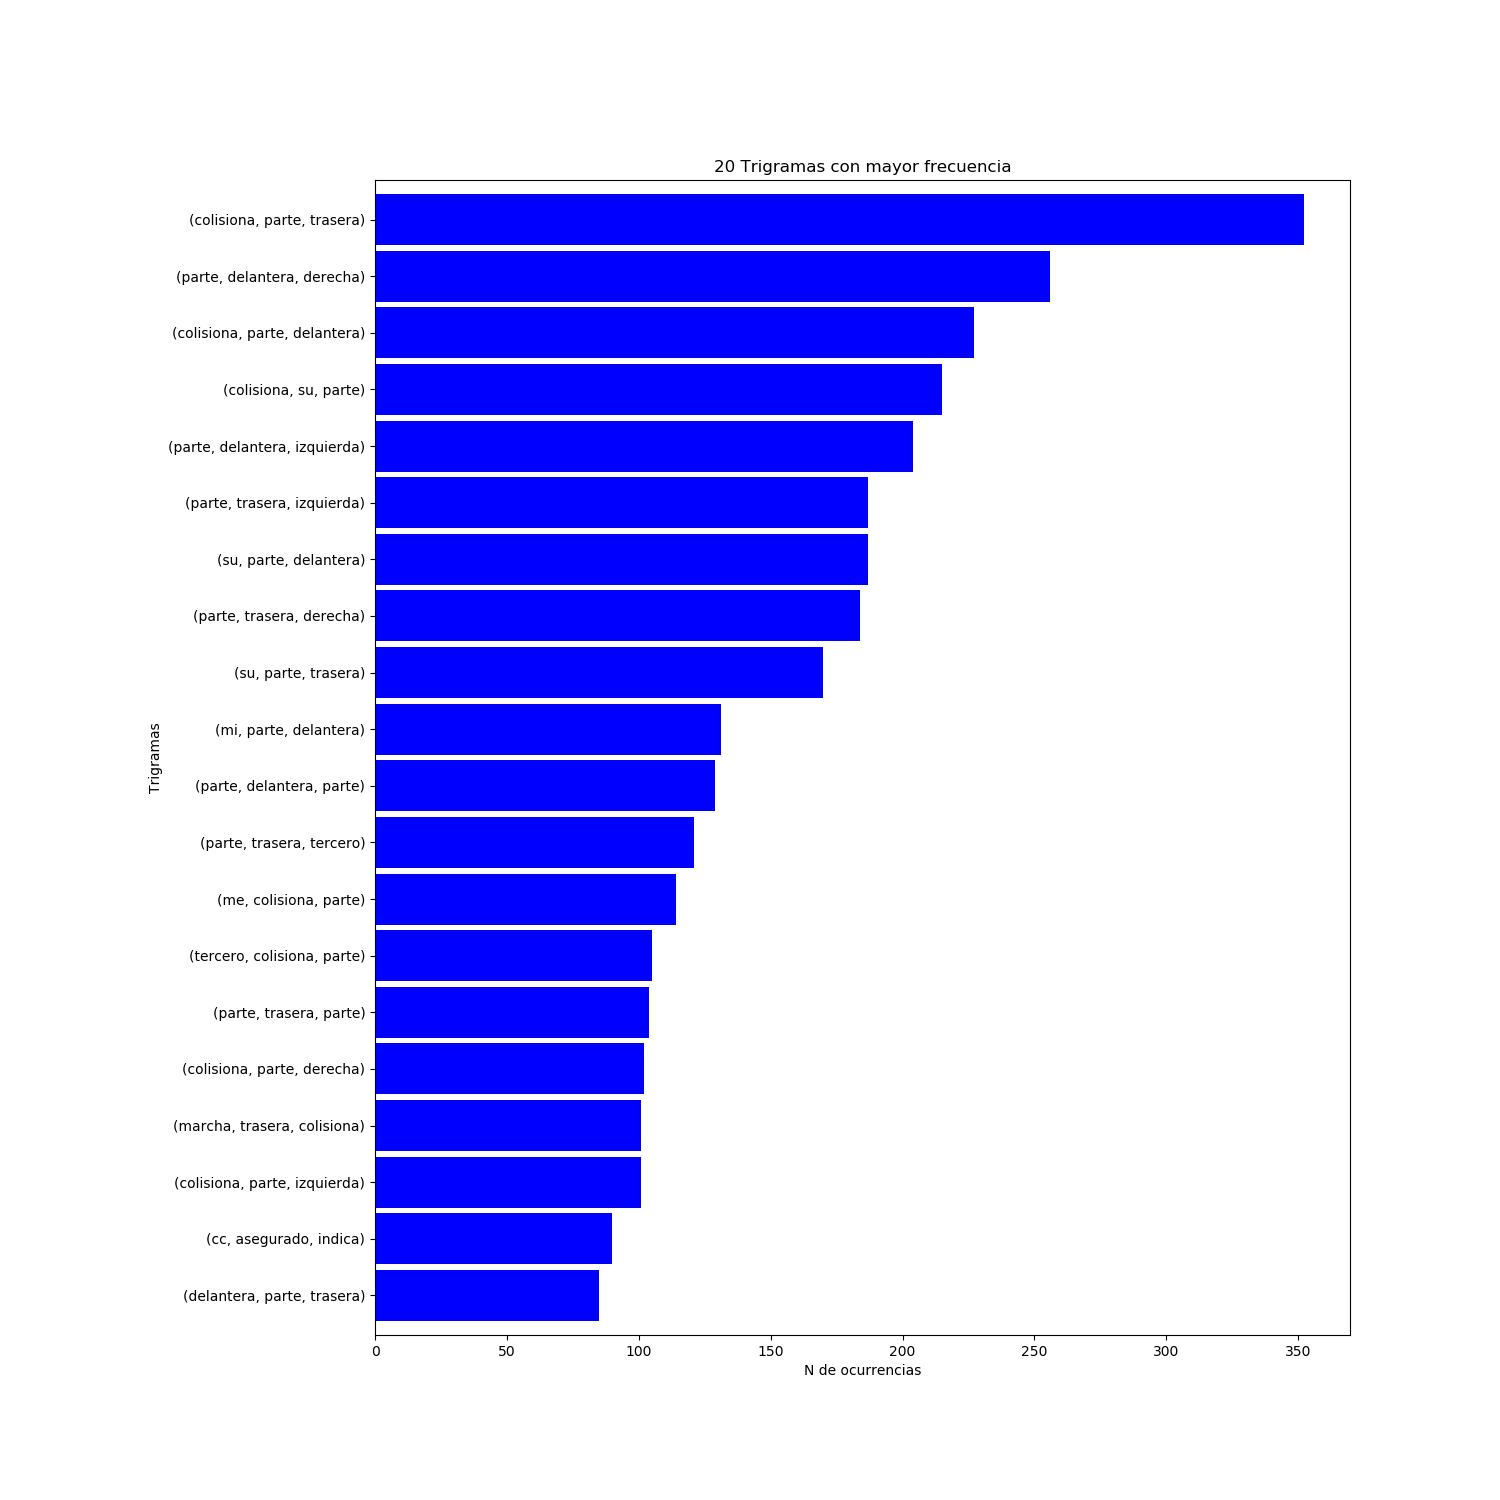 20 Trigramas con mayor frecuencia
(colisiona, parte, trasera)
(parte, delantera, derecha)
(colisiona, parte, delantera)
(colisiona, su, parte)
(parte, delantera, izquierda)
(parte, trasera, izquierda)
(su, parte, delantera)
(parte, trasera, derecha)
(su, parte, trasera)
(mi, parte, delantera)
(parte, delantera, parte)
(parte, trasera, tercero)
(me, colisiona, parte)
(tercero, colisiona, parte)
(parte, trasera, parte)
(colisiona, parte, derecha)
(marcha, trasera, colisiona)
(colisiona, parte, izquierda)
(cc, asegurado, indica)
(delantera, parte, trasera)
Trigramas
0 50 100 150 200 250 300 350
N de ocurrencias